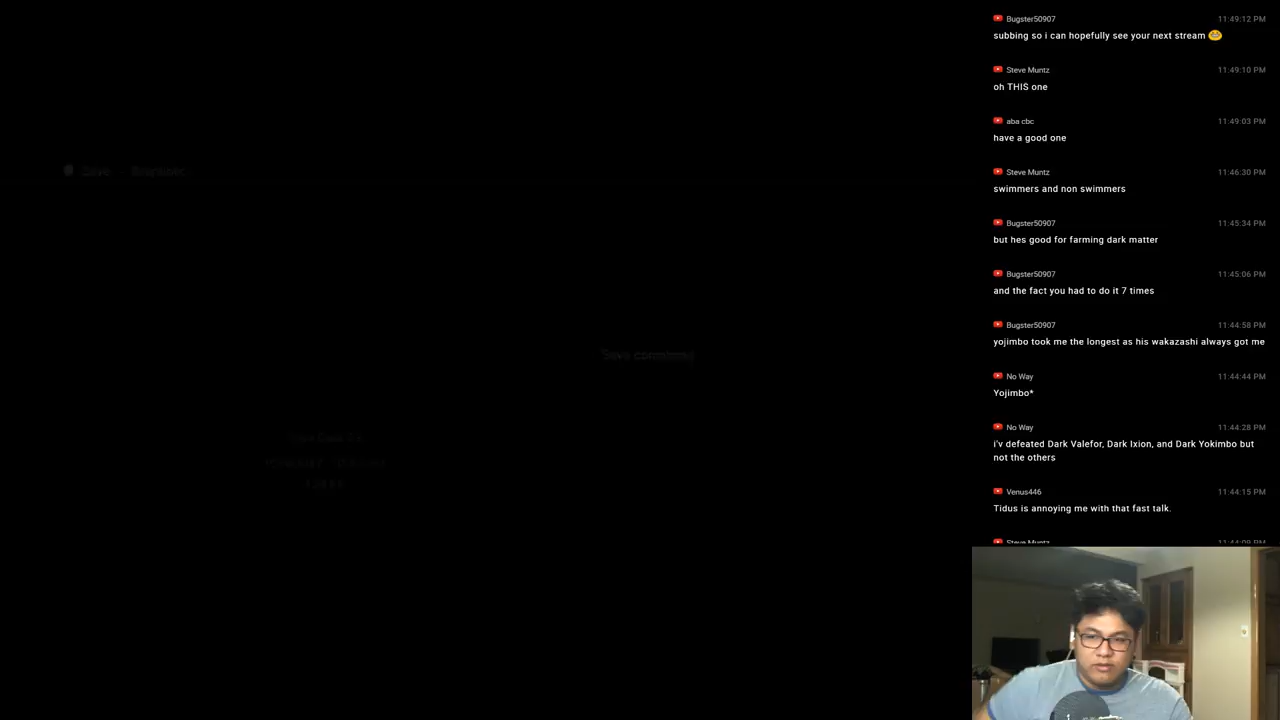 Save
Save completed.
Bugster50907 11:49:12 PM
subbing so i can hopefully see your next stream
Steve Muntz 11:49:10 PM
oh THIS one
aba cbc 11:49:03 PM
have a good one
Steve Muntz 11:46:30 PM
swimmers and non swimmers
Bugster50907 11:45:34 PM
but hes good for farming dark matter
Bugster50907 11:45:06 PM
and the fact you had to do it 7 times
Bugster50907 11:44:58 PM
yojimbo took me the longest as his wakazashi always got me
No Way 11:44:44 PM
Yojimbo*
No Way 11:44:28 PM
i'v defeated Dark Valefor, Dark Ixion, and Dark Yokimbo but
not the others
Venus446 11:44:15 PM
Tidus is annoying me with that fast talk.
Steve Muntz